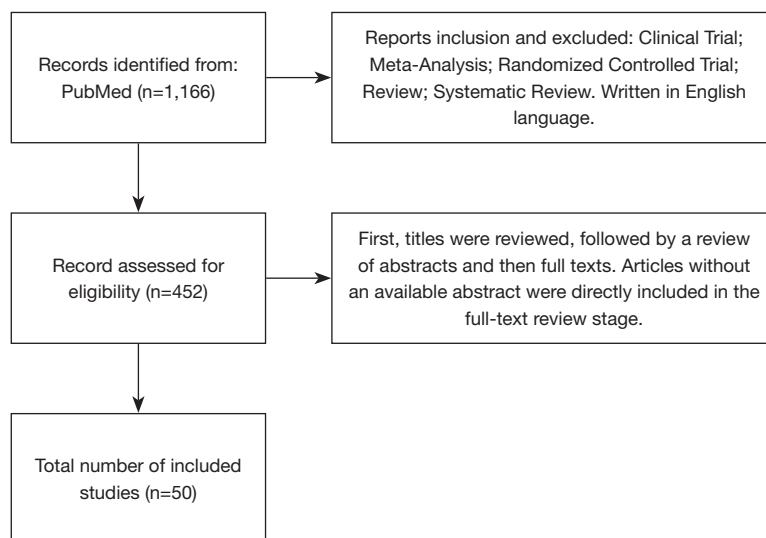 Records identified from:
PubMed (n=1,166)
Reports inclusion and excluded: Clinical Trial;
Meta-Analysis; Randomized Controlled Trial;
Review; Systematic Review. Written in English
language.
Record assessed for
eligibility (n=452)
First, titles were reviewed, followed by a review
of abstracts and then full texts. Articles without
an available abstract were directly included in the
full-text review stage.
Total number of included
studies (n=50)